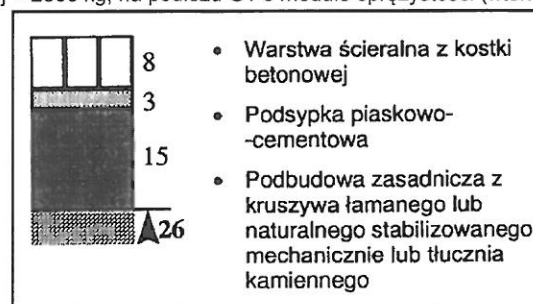 8
3
15
26
• Warstwa ścieralna z kostki
betonowej
• Podsypka piaskowo-
-cementowa
• Podbudowa zasadnicza z
kruszywa łamanego lub
naturalnego stabilizowanego
mechanicznie lub tłucznia
kamiennego